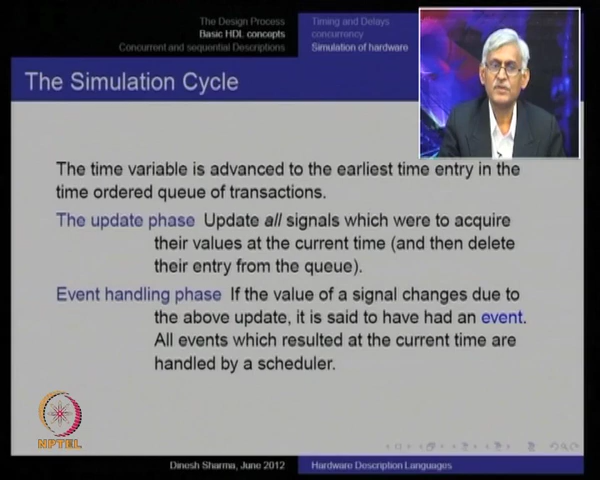 The Design Process
Basic HDL concepts
Concurrent and sequential Descriptions
Timing and Delays
concurrency
Simulation of hardware
The Simulation Cycle
The time variable is advanced to the earliest time entry in the
time ordered queue of transactions.
The update phase Update all signals which were to acquire
their values at the current time (and then delete
their entry from the queue).
Event handling phase If the value of a signal changes due to
the above update, it is said to have had an event.
All events which resulted at the current time are
handled by a scheduler.
NPTEL
Dinesh Sharma, June 2012
Hardware Description Languages